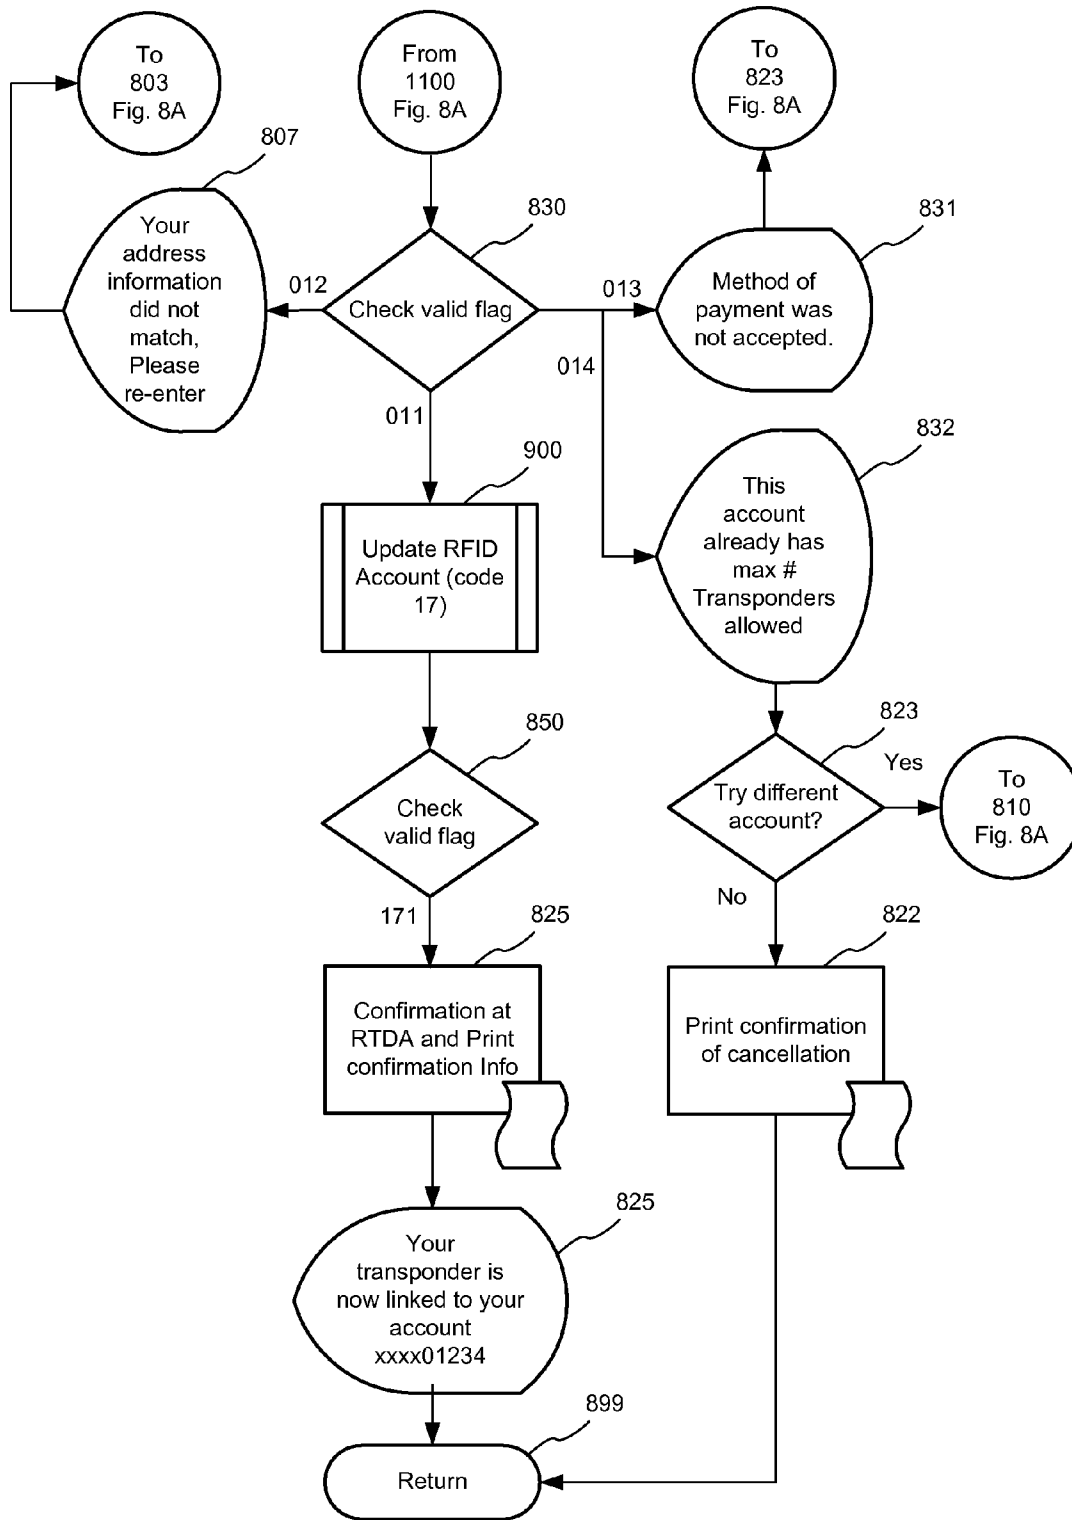 To
803
Fig. 8A
From
1100
Fig. 8A
To
823
Fig. 8A
807
830
831
Your
address
information
did not
match,
Please
re-enter
012
Check valid flag
013
Method of
payment was
not accepted.
014
011
832
900
This
account
already has
max #
Transponders
allowed
Update RFID
Account (code
17)
850
823
Check
valid flag
Try different
account?
Yes
To
810
Fig. 8A
171
No
825
822
Confirmation at
RTDA and Print
confirmation Info
Print confirmation
of cancellation
825
Your
transponder is
now linked to your
account
xxxx01234
899
Return